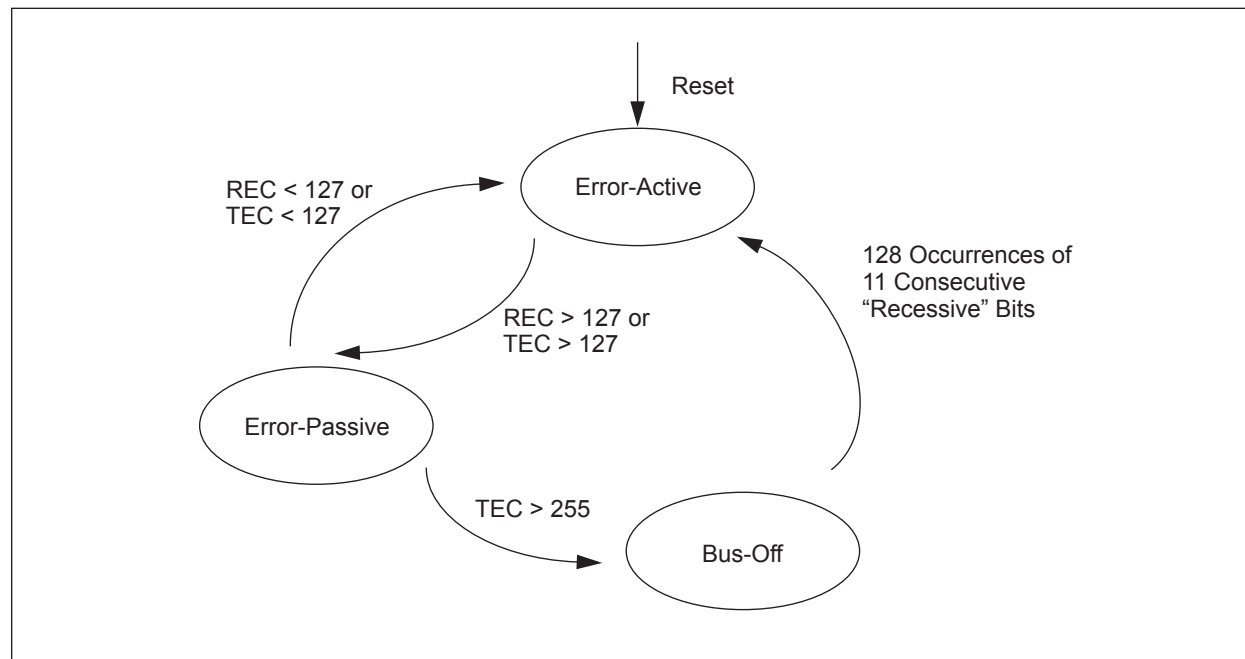 Reset
Error-Active
REC < 127 or
TEC < 127
128 Occurrences of
11 Consecutive
“Recessive” Bits
REC > 127 or
TEC > 127
Error-Passive
TEC > 255
Bus-Off